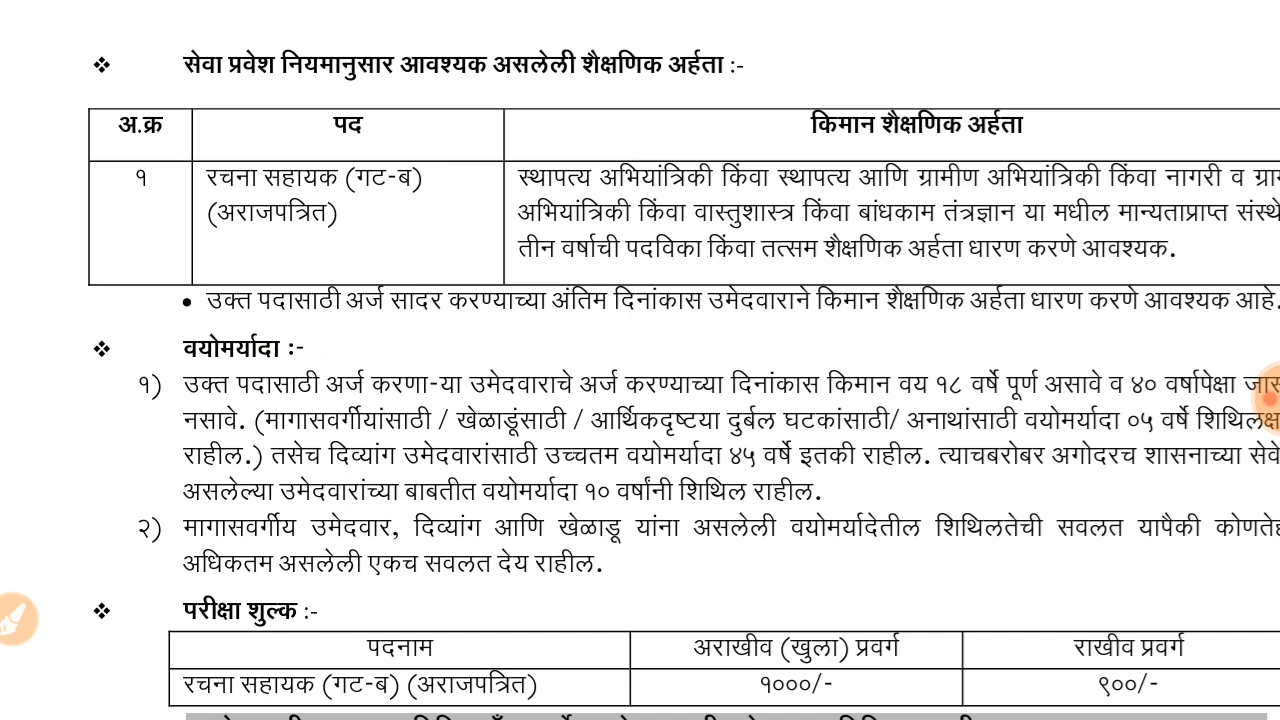 ❖ सेवा प्रवेश नियमानुसार आवश्यक असलेली शैक्षणिक अर्हता :-
अ.क्र पद किमान शैक्षणिक अर्हता
१ रचना सहायक (गट-ब) स्थापत्य अभियांत्रिकी किंवा स्थापत्य आणि ग्रामीण अभियांत्रिकी किंवा नागरी व
(अराजपत्रित) अभियांत्रिकी किंवा वास्तुशास्त्र किंवा बांधकाम तंत्रज्ञान या मधील मान्यताप्राप्त
तीन वर्षाची पदविका किंवा तत्सम शैक्षणिक अर्हता धारण करणे आवश्यक.
• उक्त पदासाठी अर्ज सादर करण्याच्या अंतिम दिनांकास उमेदवाराने किमान शैक्षणिक अर्हता धारण करणे आवश्यक आहे.
❖ वयोमर्यादा :-
१) उक्त पदासाठी अर्ज करणा-या उमेदवाराचे अर्ज करण्याच्या दिनांकास किमान वय १८ वर्षे पूर्ण असावे व ४० वर्षापेक्षा
नसावे. (मागासवर्गीयांसाठी / खेळाडूंसाठी / आर्थिकदृष्टया दुर्बल घटकांसाठी/ अनाथांसाठी वयोमर्यादा ०५ वर्षे
राहील.) तसेच दिव्यांग उमेदवारांसाठी उच्चतम वयोमर्यादा ४५ वर्षे इतकी राहील. त्याचबरोबर अगोदरच शासनाच्या
असलेल्या उमेदवारांच्या बाबतीत वयोमर्यादा १० वर्षांनी शिथिल राहील.
२) मागासवर्गीय उमेदवार, दिव्यांग आणि खेळाडू यांना असलेली वयोमर्यादेतील शिथिलतेची सवलत यापैकी
अधिकतम असलेली एकच सवलत देय राहील.
❖ परीक्षा शुल्क :-
पदनाम अराखीव (खुला) प्रवर्ग राखीव प्रवर्ग
रचना सहायक (गट-ब) (अराजपत्रित) १०००/- ९००/-